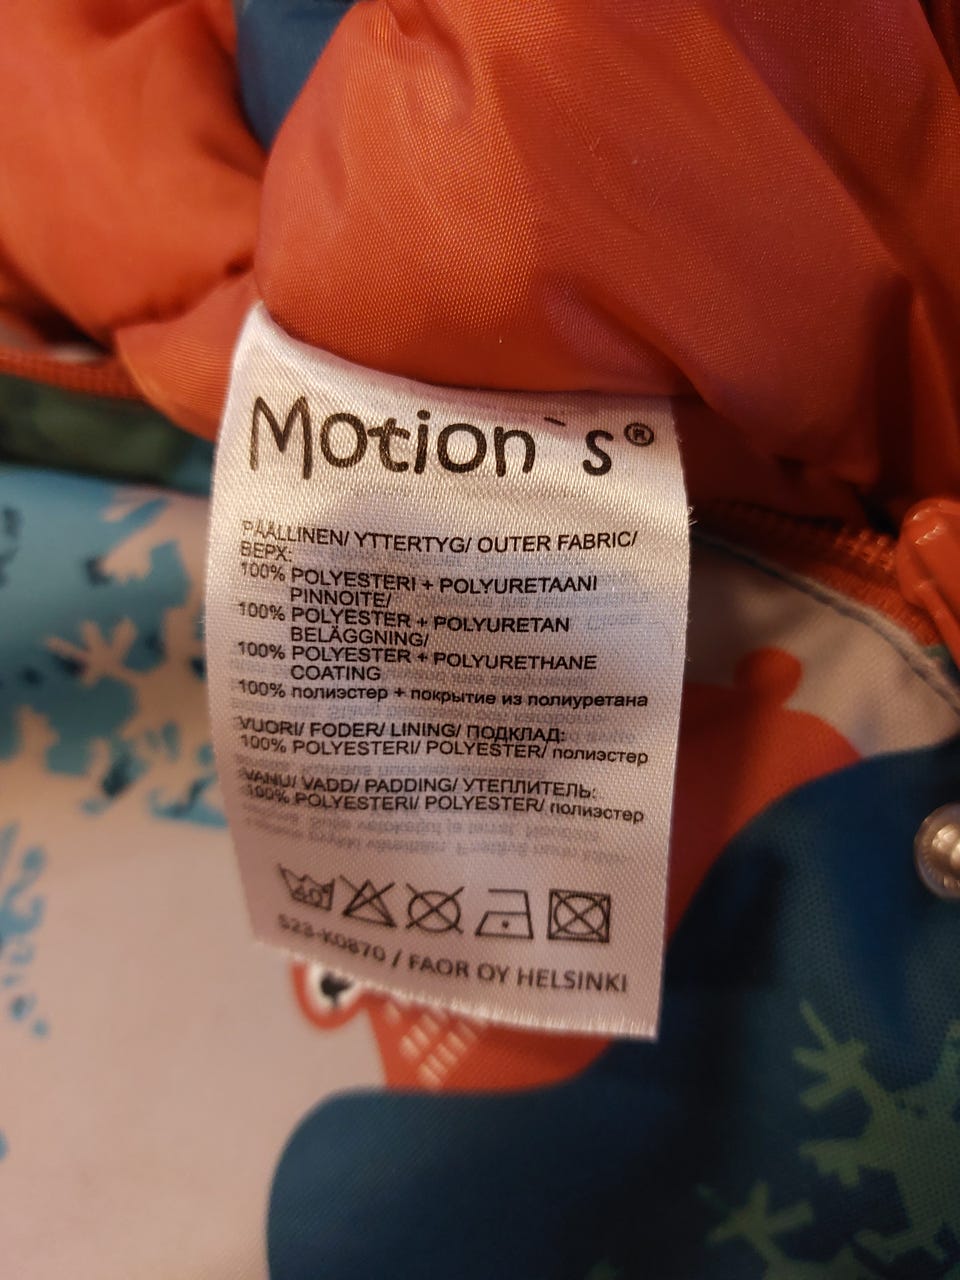 Motion`s®
PÄÄLLINEN/ YTTERTYG/ OUTER FABRIC/
ВЕРХ:
100% POLYESTERI + POLYURETAANI
PINNOITE/
100% POLYESTER + POLYURETAN
BELÄGGNING/
100% POLYESTER + POLYURETHANE
COATING
100% полиэстер + покрытие из полиуретана
VUORI/ FODER/ LINING/ ПОДКЛАД:
100% POLYESTERI/ POLYESTER/ полиэстер
VANU/ VADD/ PADDING/ УТЕПЛИТЕЛЬ:
100% POLYESTERI/ POLYESTER/ полиэстер
40
S23-K0870 / FAOR OY HELSINKI